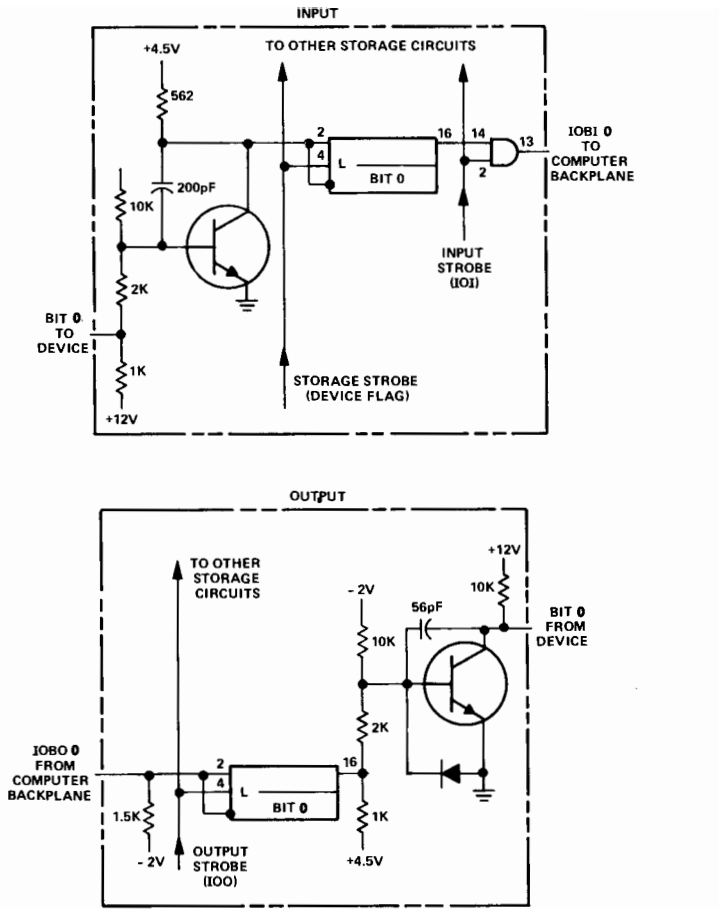 INPUT
+4.5V
TO OTHER STORAGE CIRCUITS
562
2
4
L
BIT 0
16
14
2
13
IOBI 0
TO
COMPUTER
BACKPLANE
200pF
10K
2K
INPUT
STROBE
(IOI)
BIT 0
TO
DEVICE
1K
+12V
STORAGE STROBE
(DEVICE FLAG)
OUTPUT
TO OTHER
STORAGE
CIRCUITS
+12V
10K
- 2V
56pF
10K
BIT 0
FROM
DEVICE
2K
IOBO 0
FROM
COMPUTER
BACKPLANE
2
4
L
BIT 0
16
1.5K
- 2V
OUTPUT
STROBE
(IOO)
1K
+4.5V